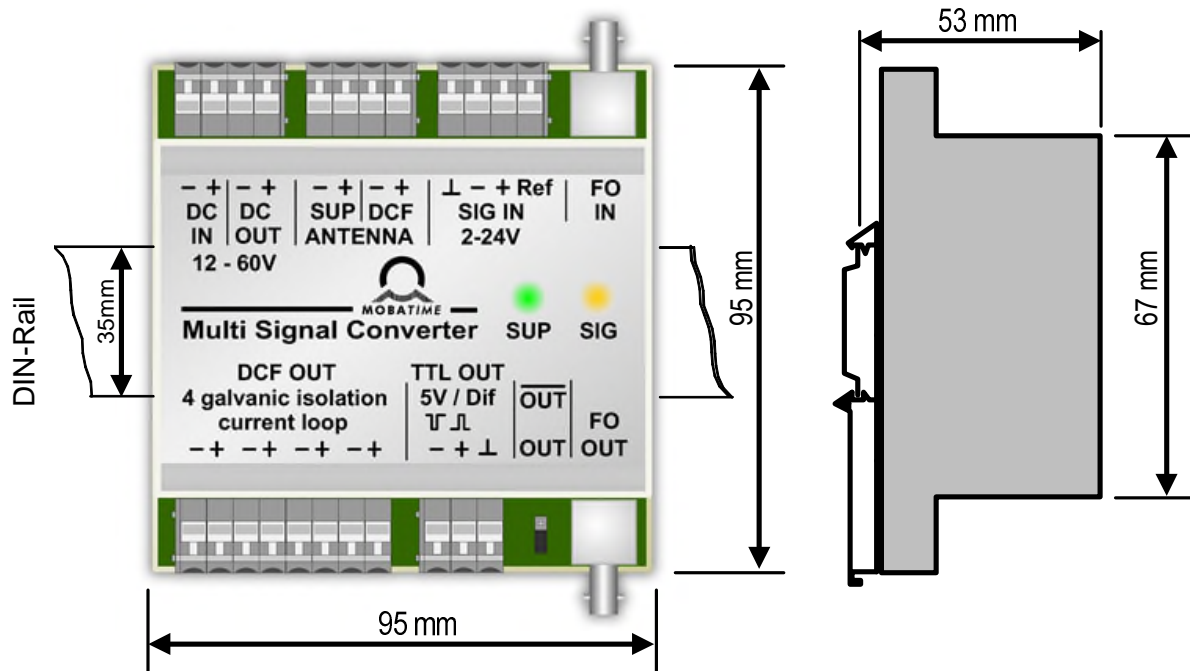 53 mm
- + - + - + - + ⊥ - + Ref FO
DC DC SUP DCF SIG IN IN
IN OUT ANTENNA 2-24V
12 - 60V
MOBATIME
Multi Signal Converter SUP SIG
DIN-Rail
35mm
95 mm
67 mm
DCF OUT TTL OUT
4 galvanic isolation 5V / Dif OUT
current loop FO
- + - + - + - + - + ⊥ OUT OUT
95 mm